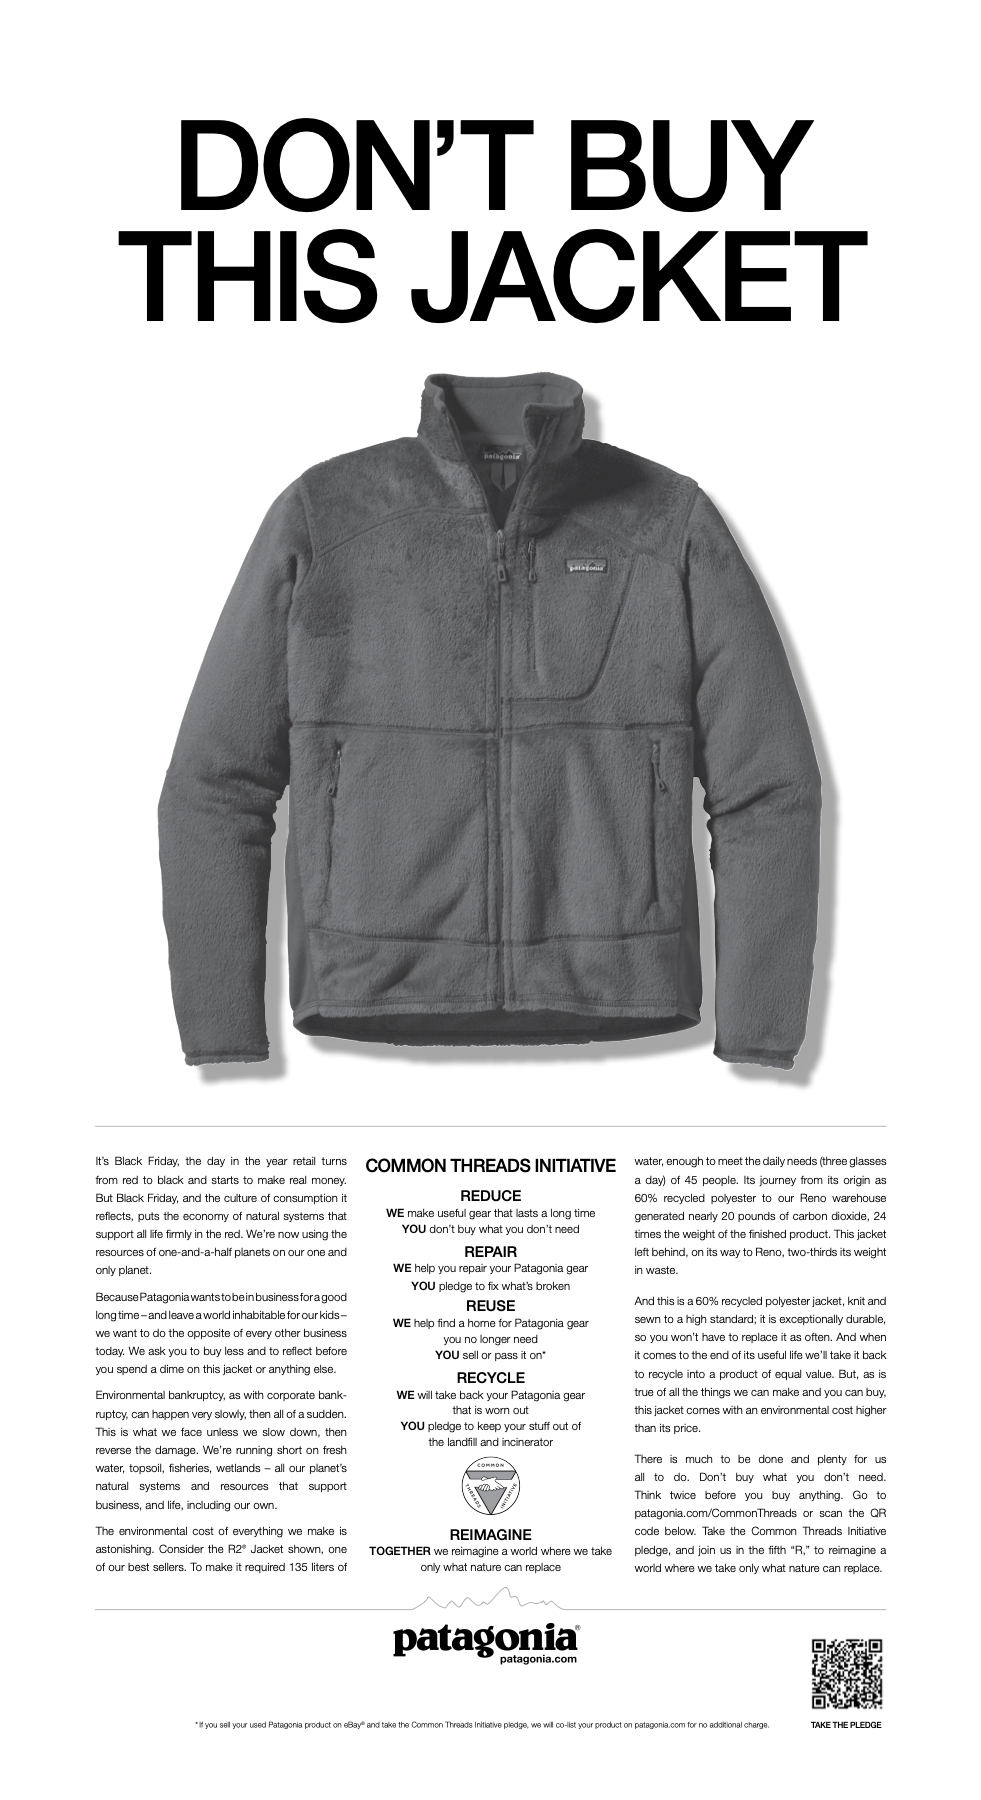 DON'T BUY
THIS JACKET
patagonia®
patagonia®
It's Black Friday, the day in the year retail turns
from red to black and starts to make real money.
But Black Friday, and the culture of consumption it
reflects, puts the economy of natural systems that
support all life firmly in the red. We're now using the
resources of one-and-a-half planets on our one and
only planet.
Because Patagonia wants to be in business for a good
long time – and leave a world inhabitable for our kids –
we want to do the opposite of every other business
today. We ask you to buy less and to reflect before
you spend a dime on this jacket or anything else.
Environmental bankruptcy, as with corporate bank-
ruptcy, can happen very slowly, then all of a sudden.
This is what we face unless we slow down, then
reverse the damage. We're running short on fresh
water, topsoil, fisheries, wetlands – all our planet's
natural systems and resources that support
business, and life, including our own.
The environmental cost of everything we make is
astonishing. Consider the R2® Jacket shown, one
of our best sellers. To make it required 135 liters of
COMMON THREADS INITIATIVE
REDUCE
WE make useful gear that lasts a long time
YOU don't buy what you don't need
REPAIR
WE help you repair your Patagonia gear
YOU pledge to fix what's broken
REUSE
WE help find a home for Patagonia gear
you no longer need
YOU sell or pass it on*
RECYCLE
WE will take back your Patagonia gear
that is worn out
YOU pledge to keep your stuff out of
the landfill and incinerator
COMMON
THREADS
INITIATIVE
REIMAGINE
TOGETHER we reimagine a world where we take
only what nature can replace
water, enough to meet the daily needs (three glasses
a day) of 45 people. Its journey from its origin as
60% recycled polyester to our Reno warehouse
generated nearly 20 pounds of carbon dioxide, 24
times the weight of the finished product. This jacket
left behind, on its way to Reno, two-thirds its weight
in waste.
And this is a 60% recycled polyester jacket, knit and
sewn to a high standard; it is exceptionally durable,
so you won't have to replace it as often. And when
it comes to the end of its useful life we'll take it back
to recycle into a product of equal value. But, as is
true of all the things we can make and you can buy,
this jacket comes with an environmental cost higher
than its price.
There is much to be done and plenty for us
all to do. Don't buy what you don't need.
Think twice before you buy anything. Go to
patagonia.com/CommonThreads or scan the QR
code below. Take the Common Threads Initiative
pledge, and join us in the fifth “R,” to reimagine a
world where we take only what nature can replace.
patagonia®
patagonia.com
*If you sell your used Patagonia product on eBay® and take the Common Threads Initiative pledge, we will co-list your product on patagonia.com for no additional charge.
TAKE THE PLEDGE